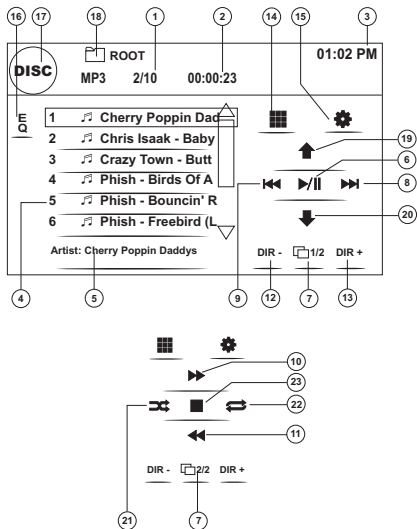 16 17 18 1 2 14 15 3
DISC
ROOT
01:02 PM
MP3 2/10 00:00:23
EQ
1 Cherry Poppin Dad
2 Chris Isaak - Baby
3 Crazy Town - Butt
4 Phish - Birds Of A
5 Phish - Bouncin' R
6 Phish - Freebird (L
19
6
8
20
Artist: Cherry Poppin Daddys
DIR - 1/2 DIR +
4 5 9 12 7 13
10
23
22
11
DIR - 2/2 DIR +
21 7